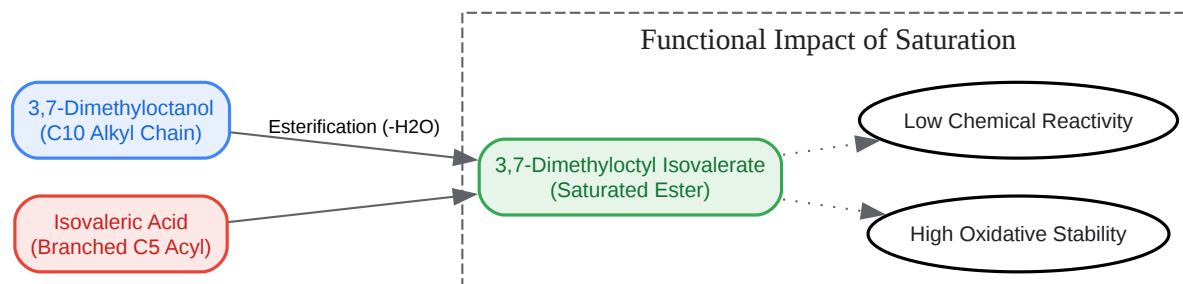 Functional Impact of Saturation
3,7-Dimethyloctanol
(C10 Alkyl Chain)
Esterification (-H2O)
Isovaleric Acid
(Branched C5 Acyl)
3,7-Dimethyloctyl Isovalerate
(Saturated Ester)
Low Chemical Reactivity
High Oxidative Stability